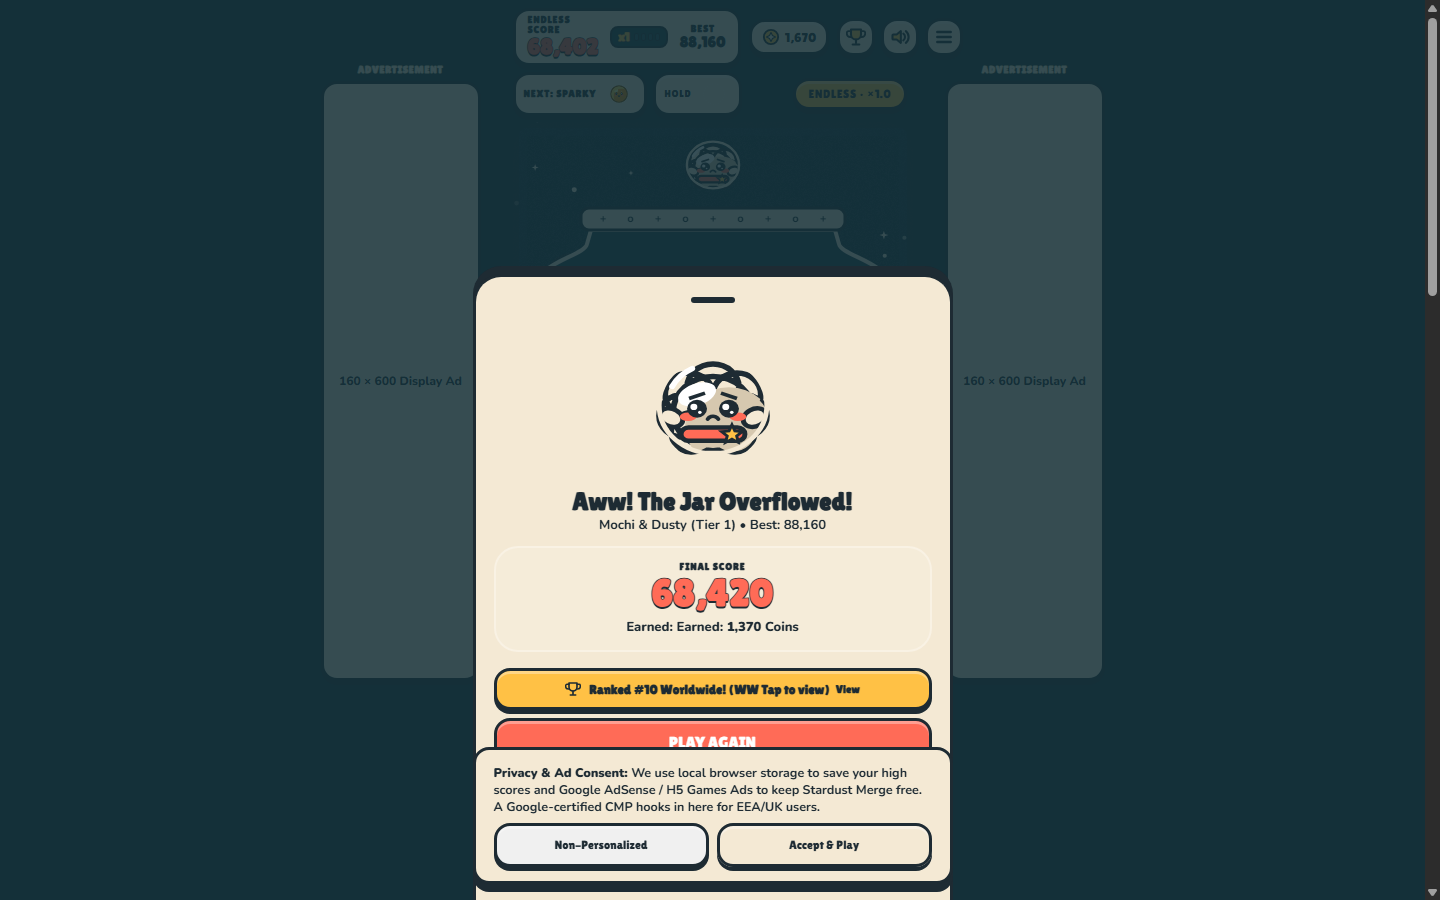 ENDLESS
SCORE
68,402
x1
BEST
88,160
1,670
ADVERTISEMENT
ADVERTISEMENT
NEXT: SPARKY
HOLD
ENDLESS · ×1.0
160 × 600 Display Ad
160 × 600 Display Ad
Aww! The Jar Overflowed!
Mochi & Dusty (Tier 1) • Best: 88,160
FINAL SCORE
68,420
Earned: Earned: 1,370 Coins
Ranked #10 Worldwide! (WW Tap to view) View
PLAY AGAIN
Privacy & Ad Consent: We use local browser storage to save your high
scores and Google AdSense / H5 Games Ads to keep Stardust Merge free.
A Google-certified CMP hooks in here for EEA/UK users.
Non-Personalized
Accept & Play